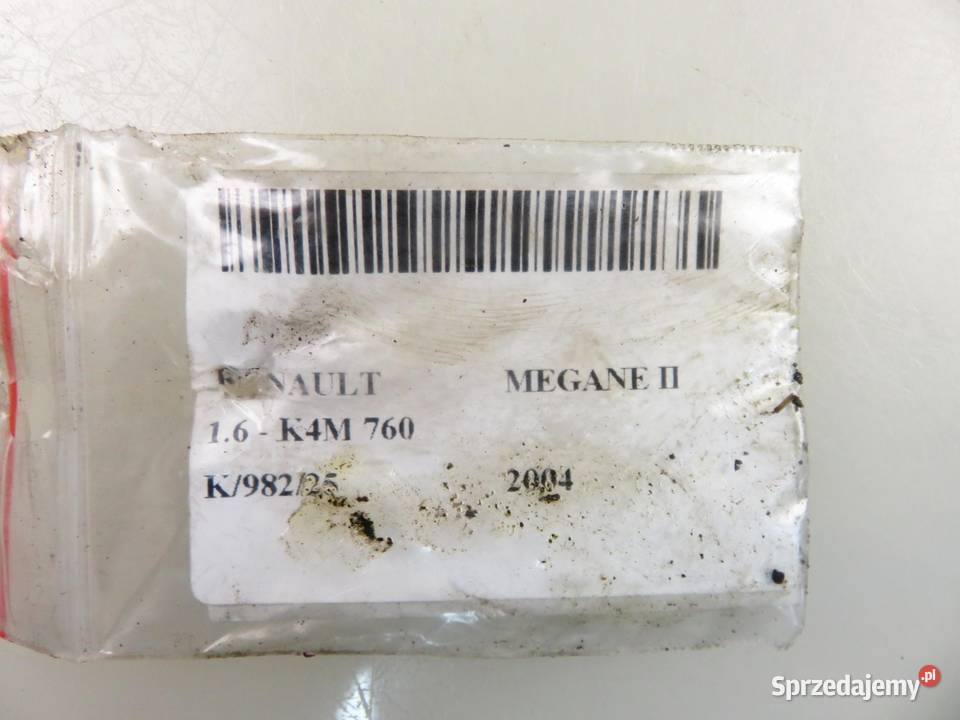 RENAULT MEGANE II
1.6 - K4M 760
K/982/25 2004
Sprzedajemy.pl